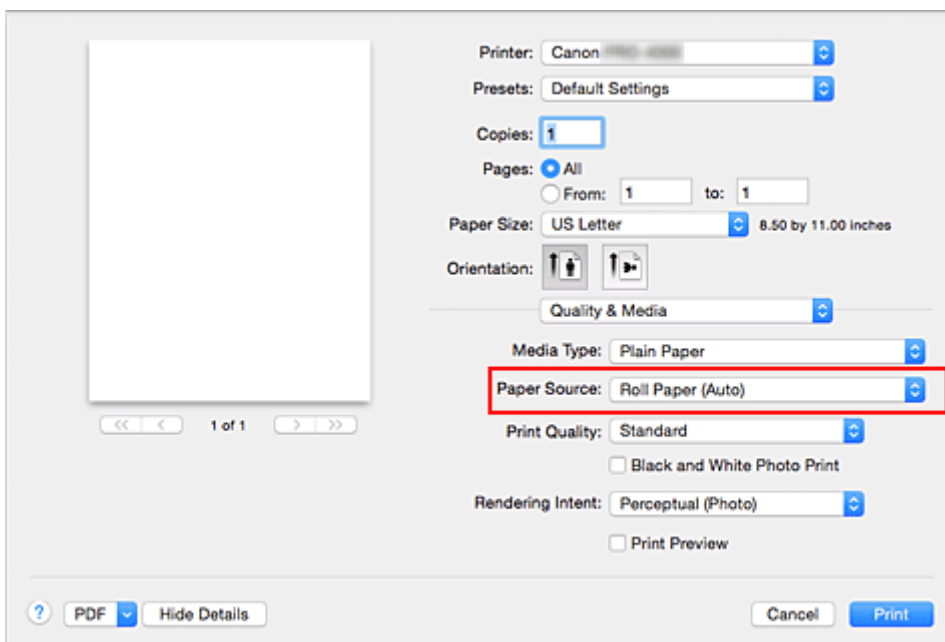 Printer: Canon
Presets: Default Settings
Copies: 1
Pages: All
From: 1 to: 1
Paper Size: US Letter 8.50 by 11.00 inches
Orientation:
Quality & Media
Media Type: Plain Paper
Paper Source: Roll Paper (Auto)
<< < 1 of 1 > >>
Print Quality: Standard
Black and White Photo Print
Rendering Intent: Perceptual (Photo)
Print Preview
? PDF Hide Details Cancel Print